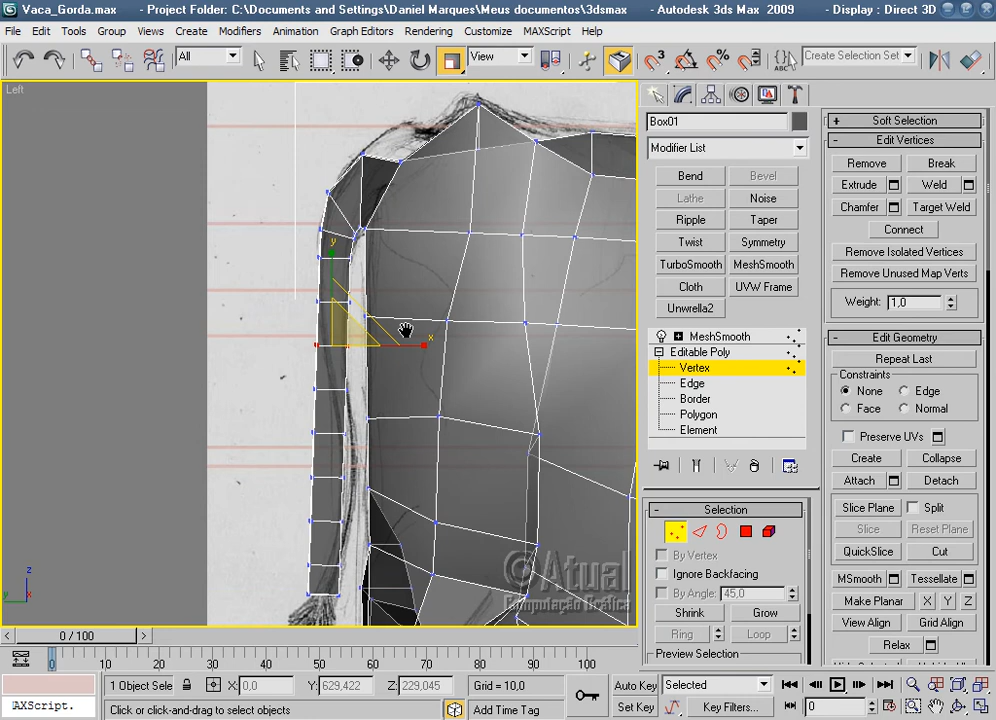 Vaca_Gorda.max - Project Folder: C:\Documents and Settings\Daniel Marques\Meus documentos\3dsmax - Autodesk 3ds Max 2009 - Display : Direct 3D
File Edit Tools Group Views Create Modifiers Animation Graph Editors Rendering Customize MAXScript Help
All View Create Selection Set
Left
y
x
z
y
x
©Atual
Computação Gráfica
Box01
Modifier List
Bend Bevel
Lathe Noise
Ripple Taper
Twist Symmetry
TurboSmooth MeshSmooth
Cloth UVW Frame
Unwrella2
MeshSmooth
Editable Poly
Vertex
Edge
Border
Polygon
Element
- Selection
By Vertex
Ignore Backfacing
By Angle: 45,0
Shrink Grow
Ring Loop
Preview Selection
+ Soft Selection
- Edit Vertices
Remove Break
Extrude Weld
Chamfer Target Weld
Connect
Remove Isolated Vertices
Remove Unused Map Verts
Weight: 1,0
- Edit Geometry
Repeat Last
Constraints
None Edge
Face Normal
Preserve UVs
Create Collapse
Attach Detach
Slice Plane Split
Slice Reset Plane
QuickSlice Cut
MSmooth Tessellate
Make Planar X Y Z
View Align Grid Align
Relax
< 0 / 100 >
0 10 20 30 40 50 60 70 80 90 100
1 Object Sele X: 0,0 Y: 629,422 Z: 229,045 Grid = 10,0 Auto Key Selected
AXScript. Click or click-and-drag to select objects Add Time Tag Set Key Key Filters... 0